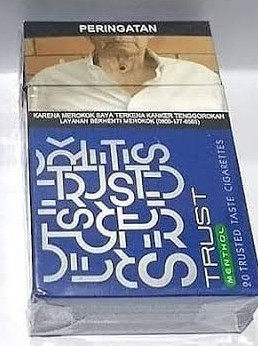 PERINGATAN
KARENA MEROKOK SAYA TERKENA KANKER TENGGOROKAN
LAYANAN BERHENTI MEROKOK (0800-177-6565)
TRUST
TRUST
MENTHOL
20 TRUSTED TASTE CIGARETTES